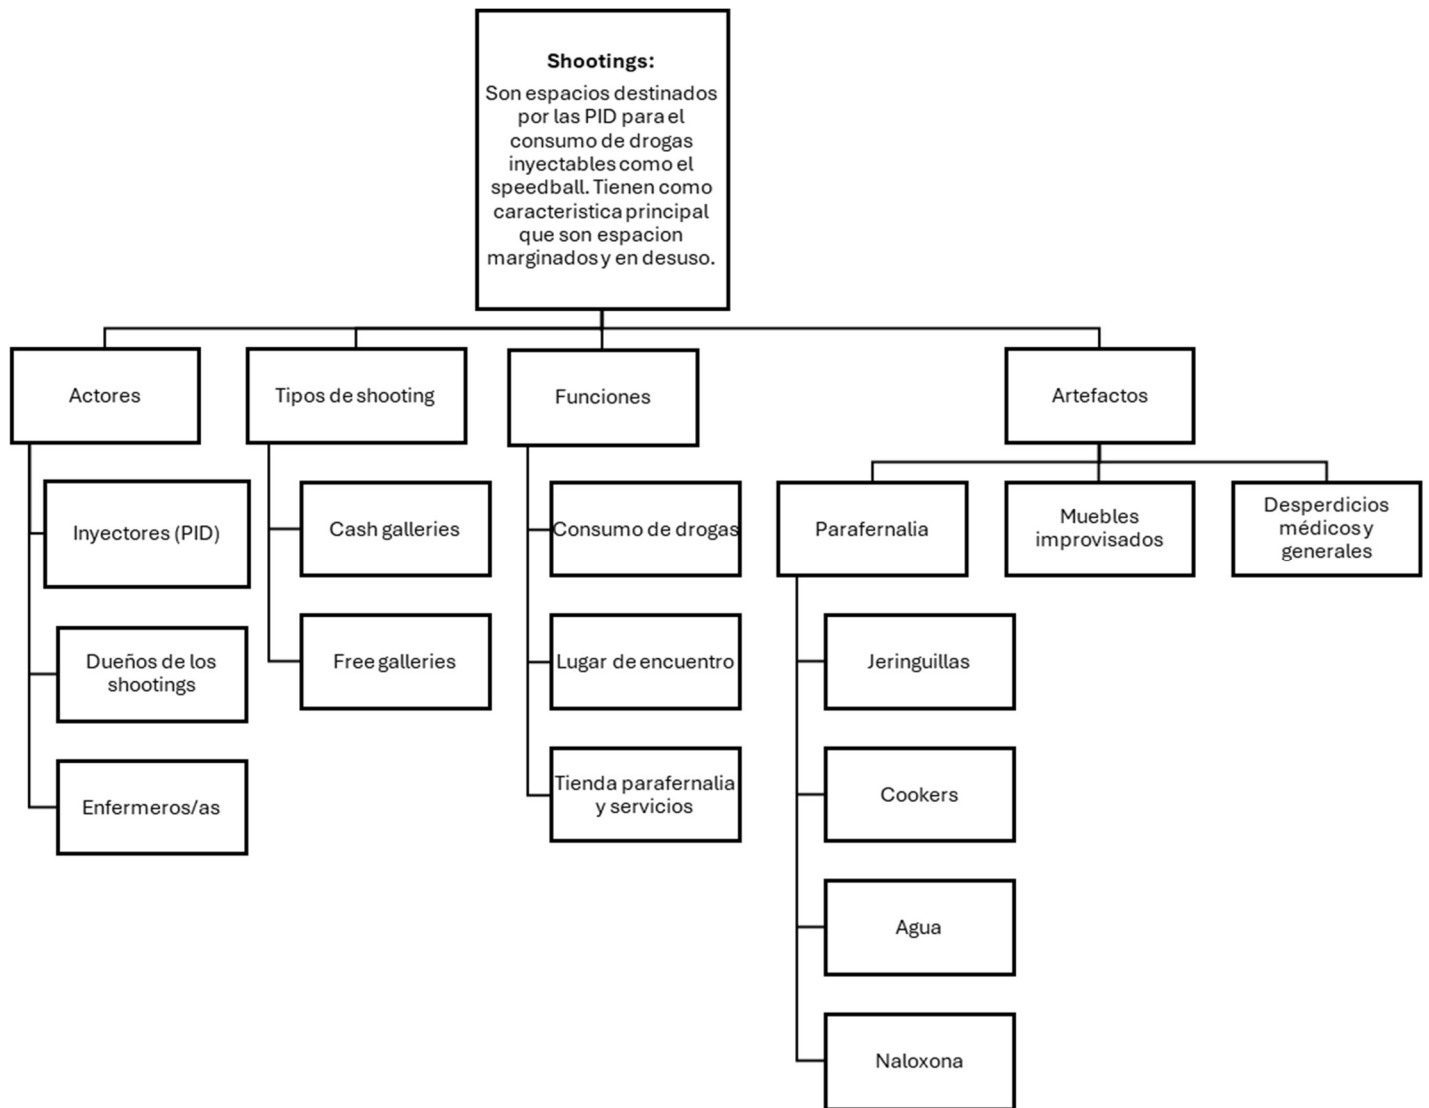 Shootings:
Son espacios destinados
por las PID para el
consumo de drogas
inyectables como el
speedball. Tienen como
caracteristica principal
que son espacion
marginados y en desuso.
Actores
Tipos de shooting
Funciones
Artefactos
Inyectores (PID)
Dueños de los
shootings
Enfermeros/as
Cash galleries
Free galleries
Consumo de drogas
Lugar de encuentro
Tienda parafernalia
y servicios
Parafernalia
Muebles
improvisados
Desperdicios
médicos y
generales
Jeringuillas
Cookers
Agua
Naloxona